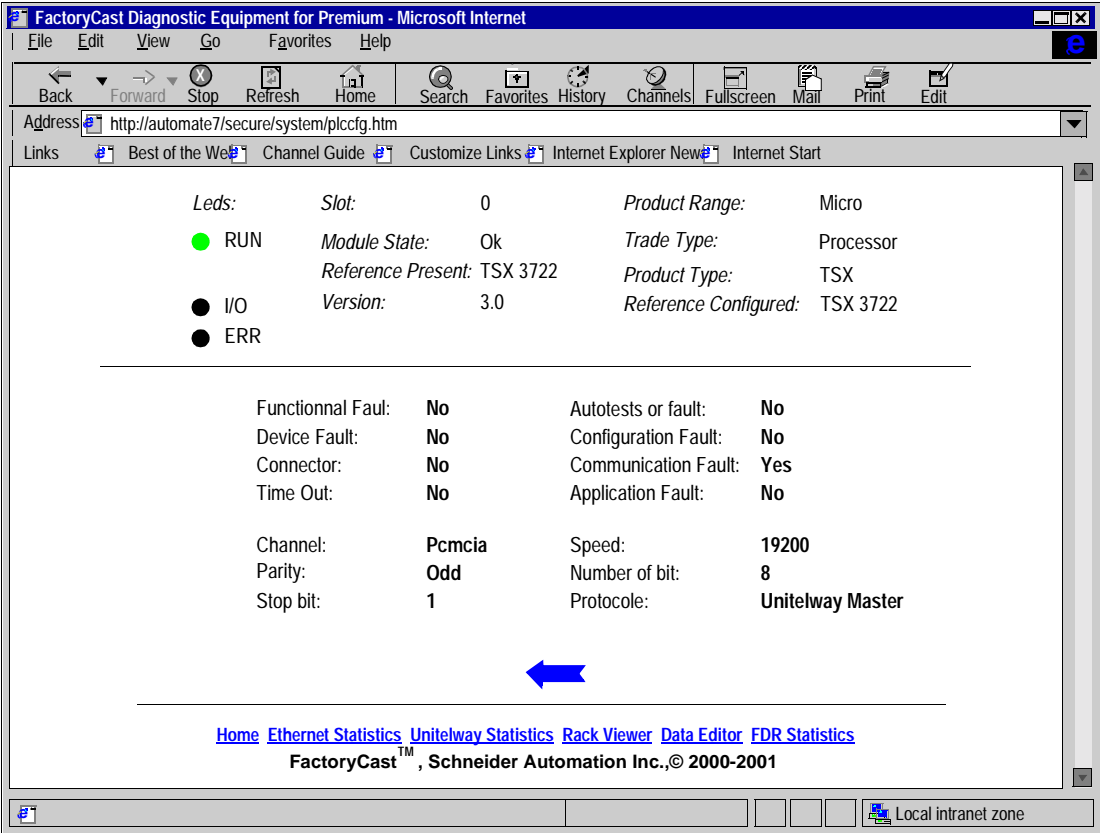 FactoryCast Diagnostic Equipment for Premium - Microsoft Internet
File Edit View Go Favorites Help
Back Forward Stop Refresh Home Search Favorites History Channels Fullscreen Mail Print Edit
Address http://automate7/secure/system/plccfg.htm
Links Best of the Web Channel Guide Customize Links Internet Explorer News Internet Start
Leds: Slot: 0 Product Range: Micro
RUN Module State: Ok Trade Type: Processor
Reference Present: TSX 3722 Product Type: TSX
I/O Version: 3.0 Reference Configured: TSX 3722
ERR
Functionnal Faul: No Autotests or fault: No
Device Fault: No Configuration Fault: No
Connector: No Communication Fault: Yes
Time Out: No Application Fault: No
Channel: Pcmcia Speed: 19200
Parity: Odd Number of bit: 8
Stop bit: 1 Protocole: Unitelway Master
Home Ethernet Statistics Unitelway Statistics Rack Viewer Data Editor FDR Statistics
FactoryCast™ , Schneider Automation Inc.,© 2000-2001
Local intranet zone